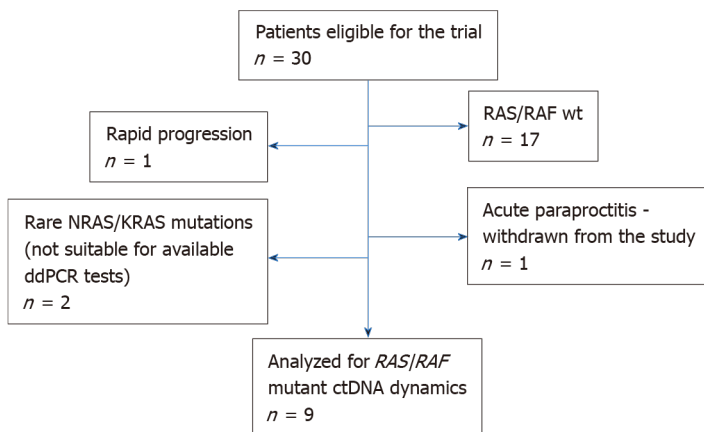 Patients eligible for the trial
n = 30
RAS/RAF wt
n = 17
Rapid progression
n = 1
Acute paraproctitis -
withdrawn from the study
n = 1
Rare NRAS/KRAS mutations
(not suitable for available
ddPCR tests)
n = 2
Analyzed for RAS/RAF
mutant ctDNA dynamics
n = 9